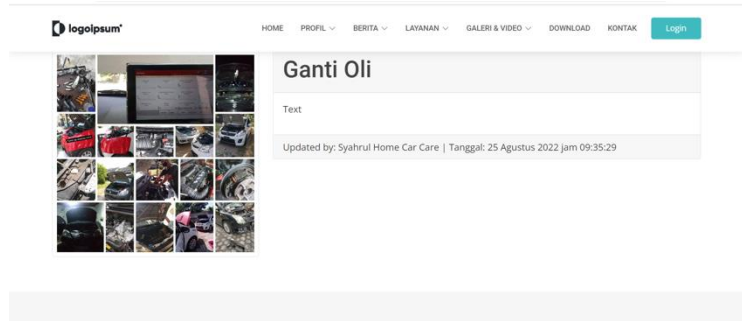 logoipsum®
HOME PROFIL BERITA LAYANAN GALERI & VIDEO DOWNLOAD KONTAK Login
Ganti Oli
Text
Updated by: Syahrul Home Car Care | Tanggal: 25 Agustus 2022 jam 09:35:29